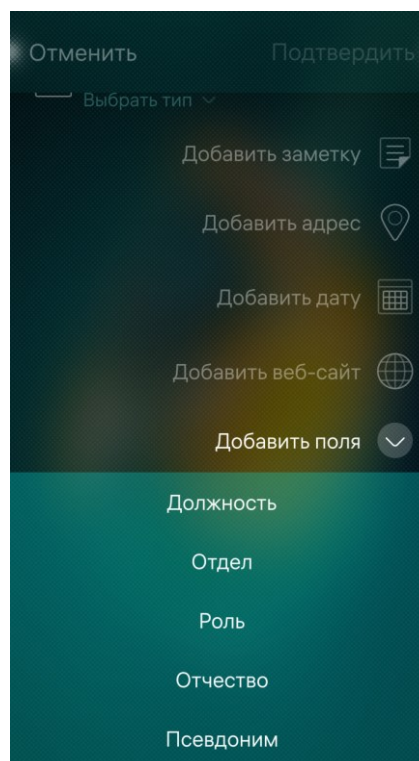 Отменить Подтвердить
Выбрать тип
Добавить заметку
Добавить адрес
Добавить дату
Добавить веб-сайт
Добавить поля
Должность
Отдел
Роль
Отчество
Псевдоним